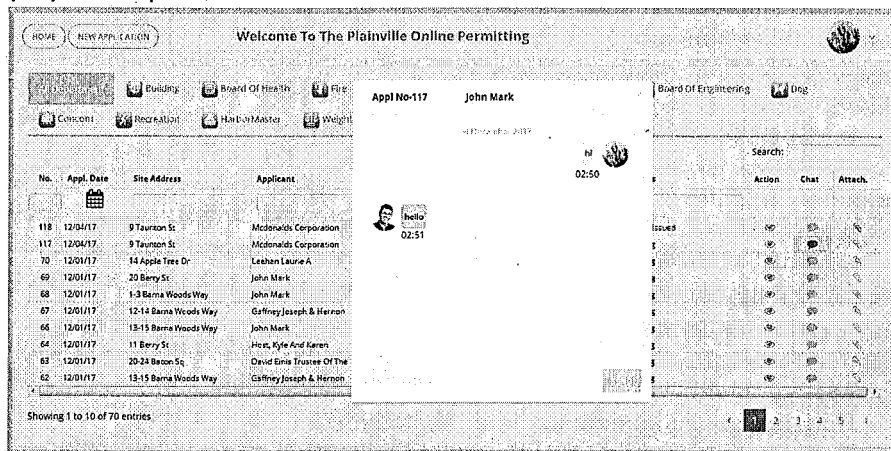 HOME NEW APPLICATION Welcome To The Plainville Online Permitting
Building Board Of Health Fire Board Of Engineering Dog
Concom Recreation HarborMaster Weight
Appl No-117 John Mark
hi
02:50
hello
02:51
Search:
No. Appl. Date Site Address Applicant Action Chat Attach.
118 12/04/17 9 Taunton St Mcdonalds Corporation issued
117 12/04/17 9 Taunton St Mcdonalds Corporation
70 12/01/17 14 Apple Tree Dr Leehan Laurie A
69 12/01/17 20 Berry St John Mark
68 12/01/17 1-3 Barna Woods Way John Mark
67 12/01/17 12-14 Barna Woods Way Gaffney Joseph & Hernon
66 12/01/17 13-15 Barna Woods Way John Mark
64 12/01/17 11 Berry St Host, Kyle And Karen
63 12/01/17 20-24 Bacon Sq David Einis Trustee Of The
62 12/01/17 13-15 Barna Woods Way Gaffney Joseph & Hernon
Showing 1 to 10 of 70 entries 1 2 3 4 5